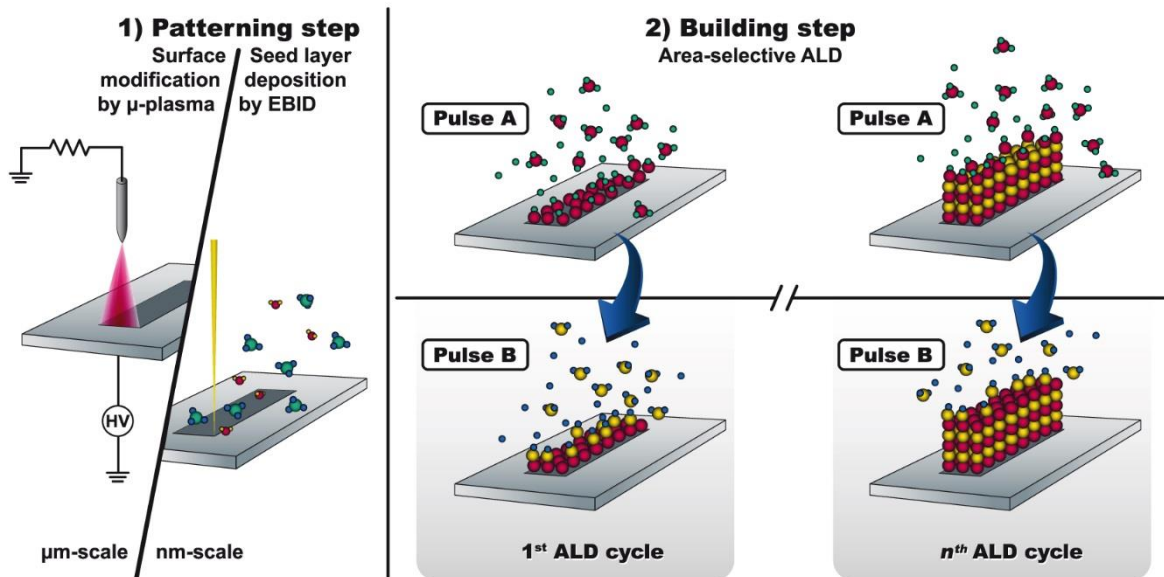 1) Patterning step
Surface
modification
by µ-plasma
Seed layer
deposition
by EBID
HV
µm-scale
nm-scale
2) Building step
Area-selective ALD
Pulse A
Pulse A
Pulse B
Pulse B
1st ALD cycle
nth ALD cycle